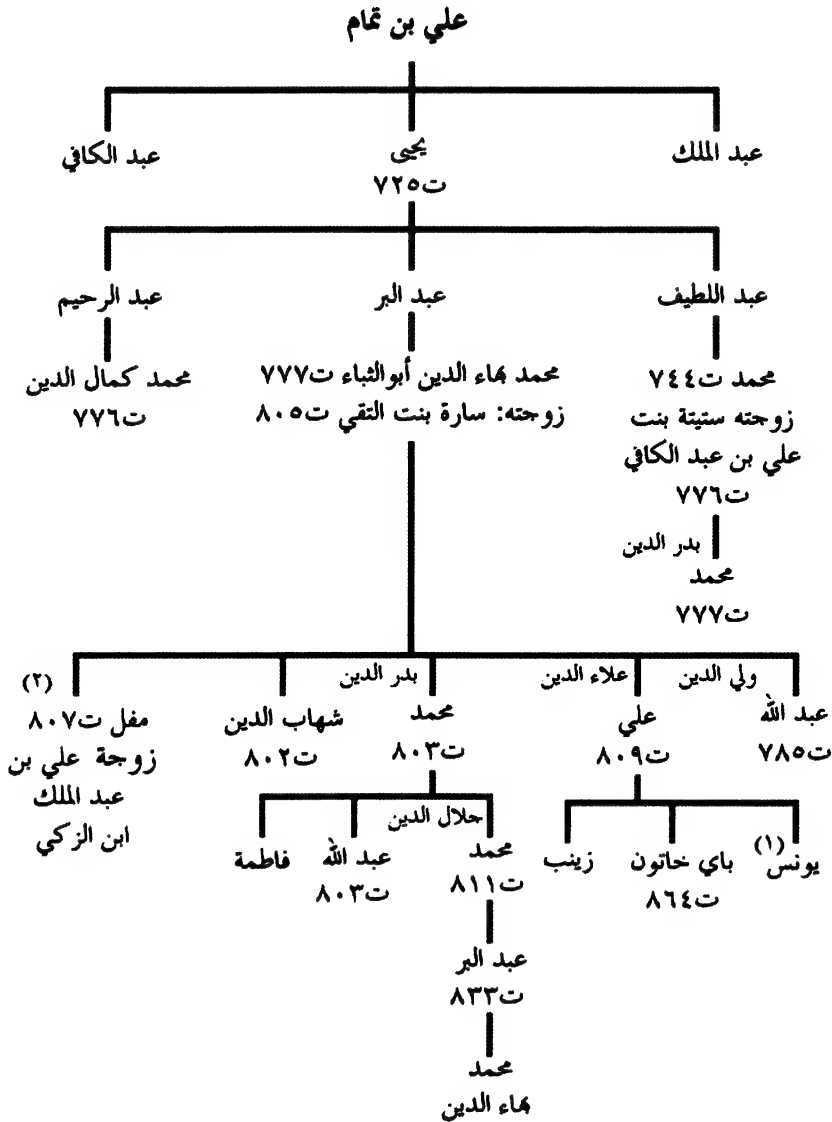 علي بن تمام
عبد الملك
يحيى
ت٧٢٥
عبد الكافي
عبد اللطيف
عبد البر
عبد الرحيم
محمد ت٧٤٤
زوجته ستيتة بنت
علي بن عبد الكافي
ت٧٧٦
محمد بهاء الدين أبوالثباء ت٧٧٧
زوجته: سارة بنت التقي ت٨٠٥
محمد كمال الدين
ت٧٧٦
بدر الدين
محمد
ت٧٧٧
ولي الدين
عبد الله
ت٧٨٥
علاء الدين
علي
ت٨٠٩
بدر الدين
محمد
ت٨٠٣
شهاب الدين
ت٨٠٢
(٢)
مفل ت٨٠٧
زوجة علي بن
عبد الملك
ابن الزكي
يونس (١)
باي خاتون
ت٨٦٤
زينب
جلال الدين
محمد
ت٨١١
عبد الله
ت٨٠٣
فاطمة
عبد البر
ت٨٣٣
محمد
بهاء الدين